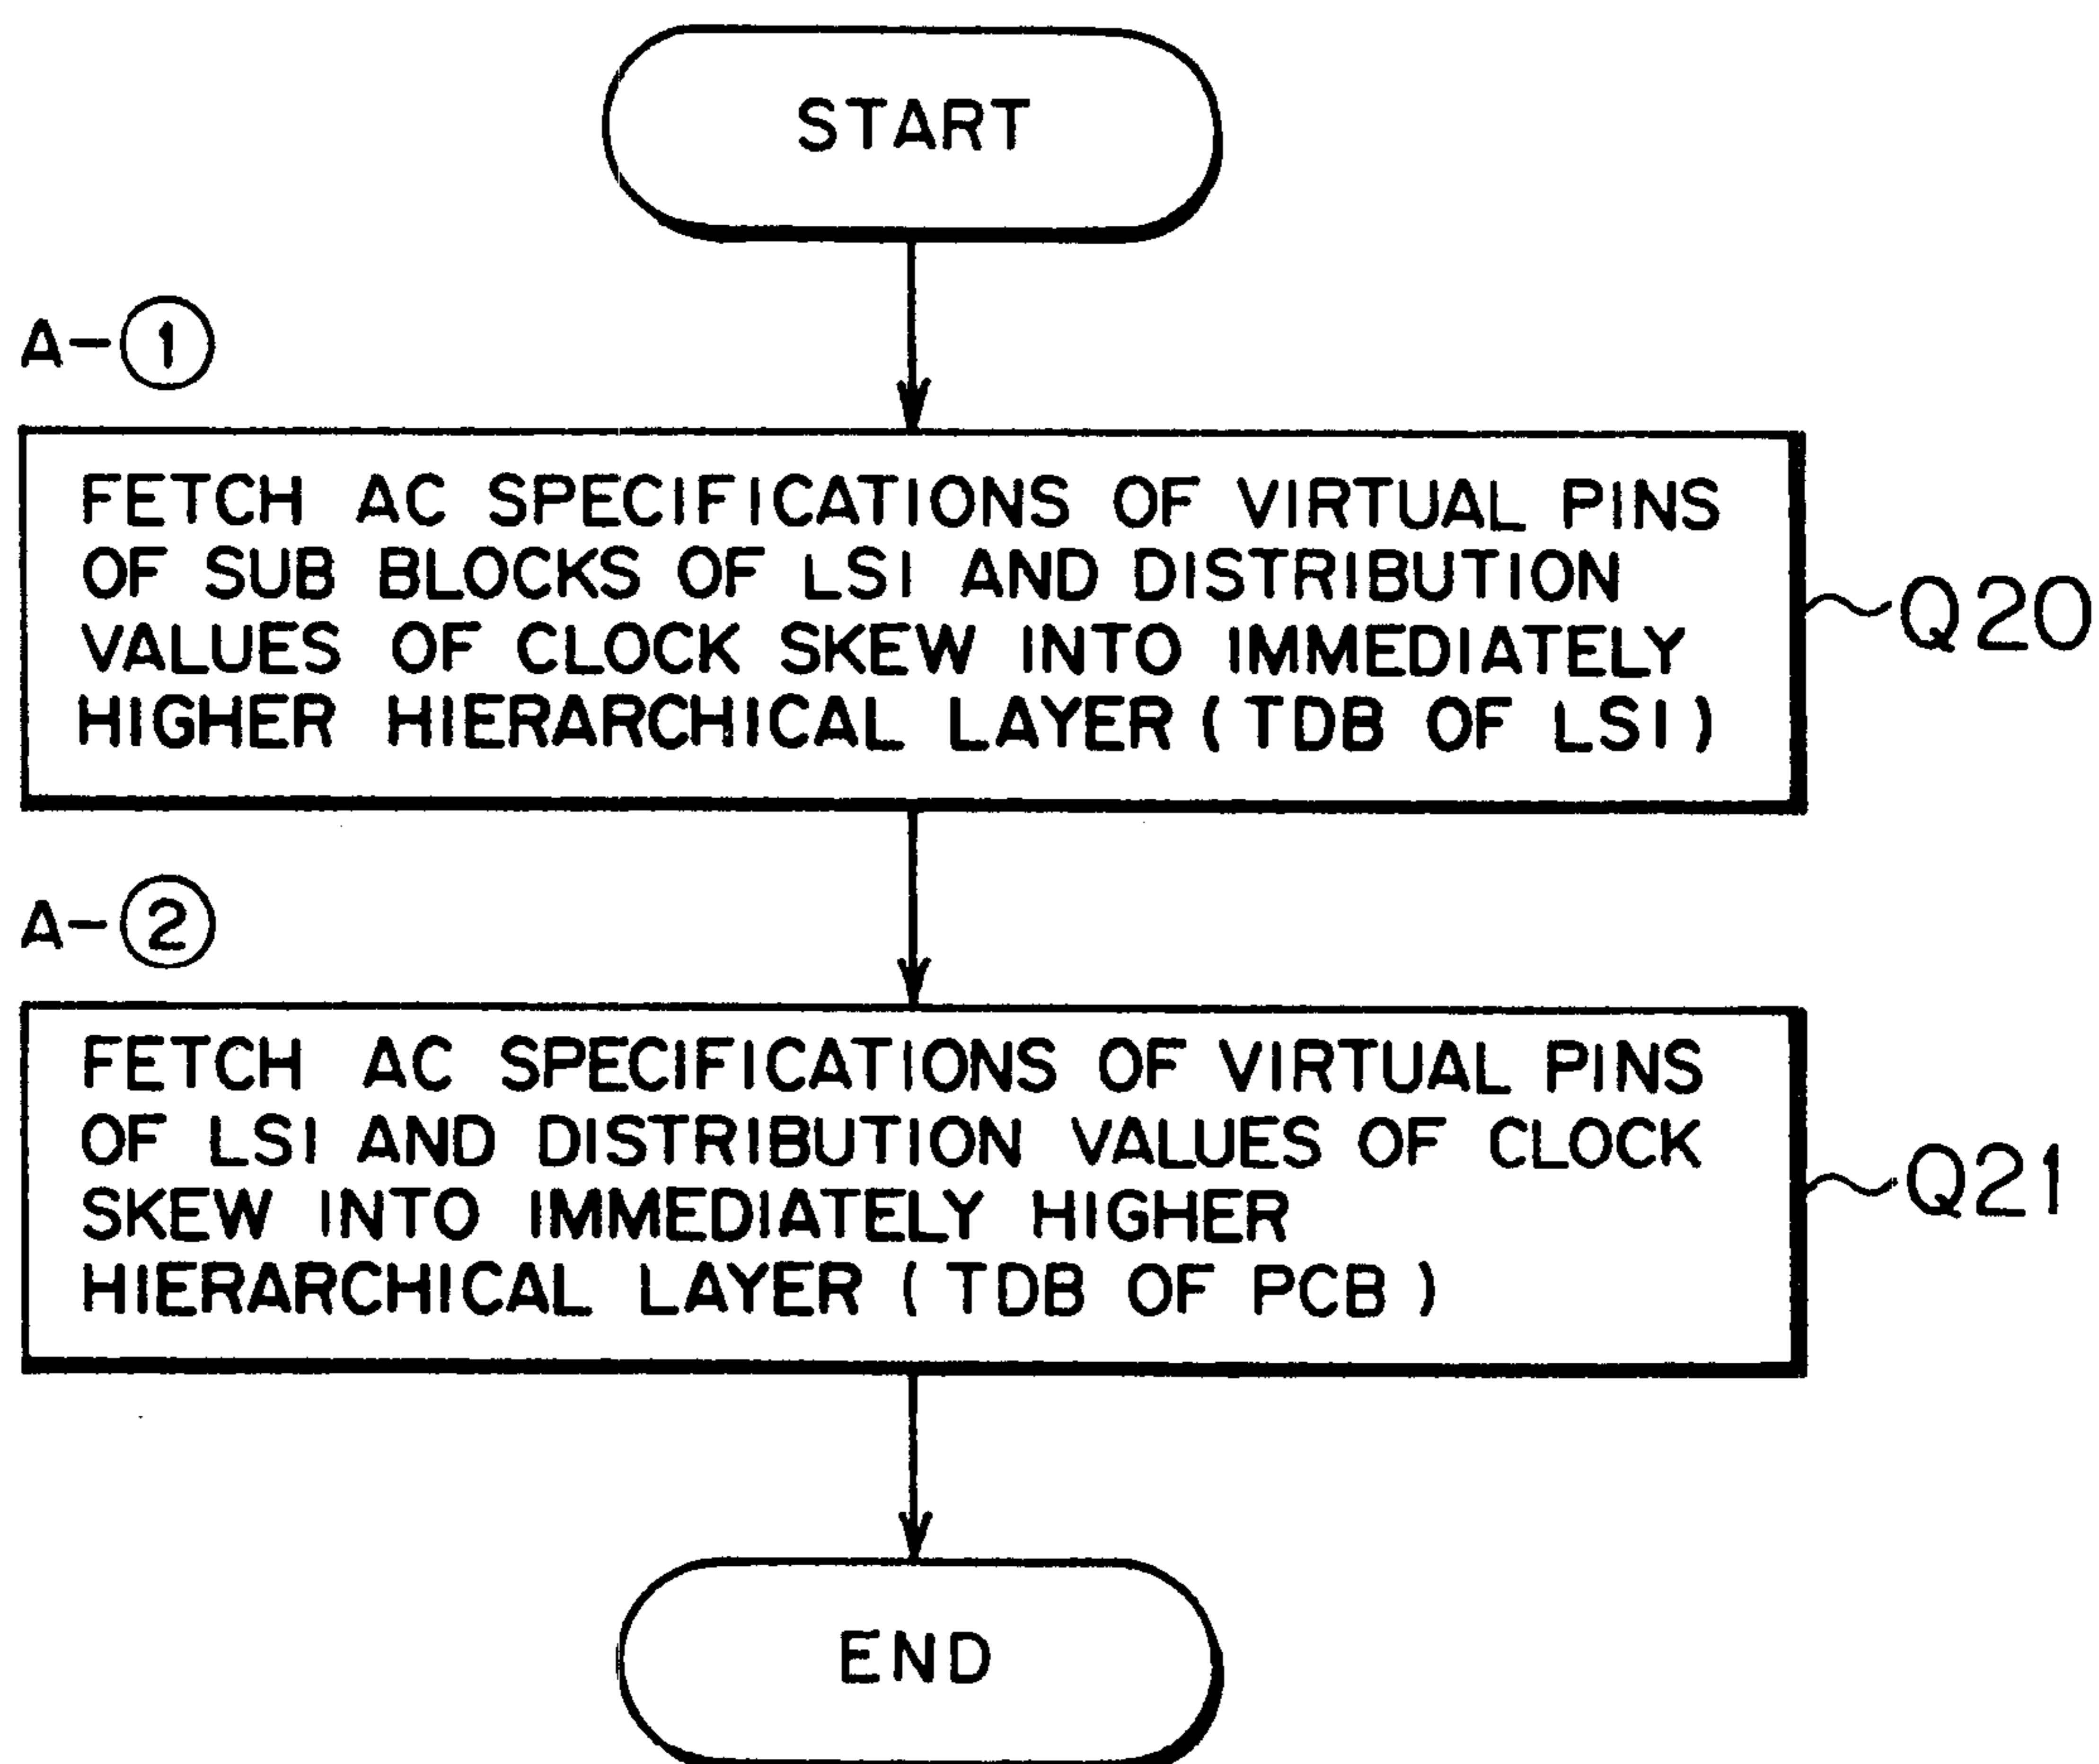 START
A-①
FETCH AC SPECIFICATIONS OF VIRTUAL PINS
OF SUB BLOCKS OF LSI AND DISTRIBUTION
VALUES OF CLOCK SKEW INTO IMMEDIATELY
HIGHER HIERARCHICAL LAYER (TDB OF LSI)
Q20
A-②
FETCH AC SPECIFICATIONS OF VIRTUAL PINS
OF LSI AND DISTRIBUTION VALUES OF CLOCK
SKEW INTO IMMEDIATELY HIGHER
HIERARCHICAL LAYER (TDB OF PCB)
Q21
END